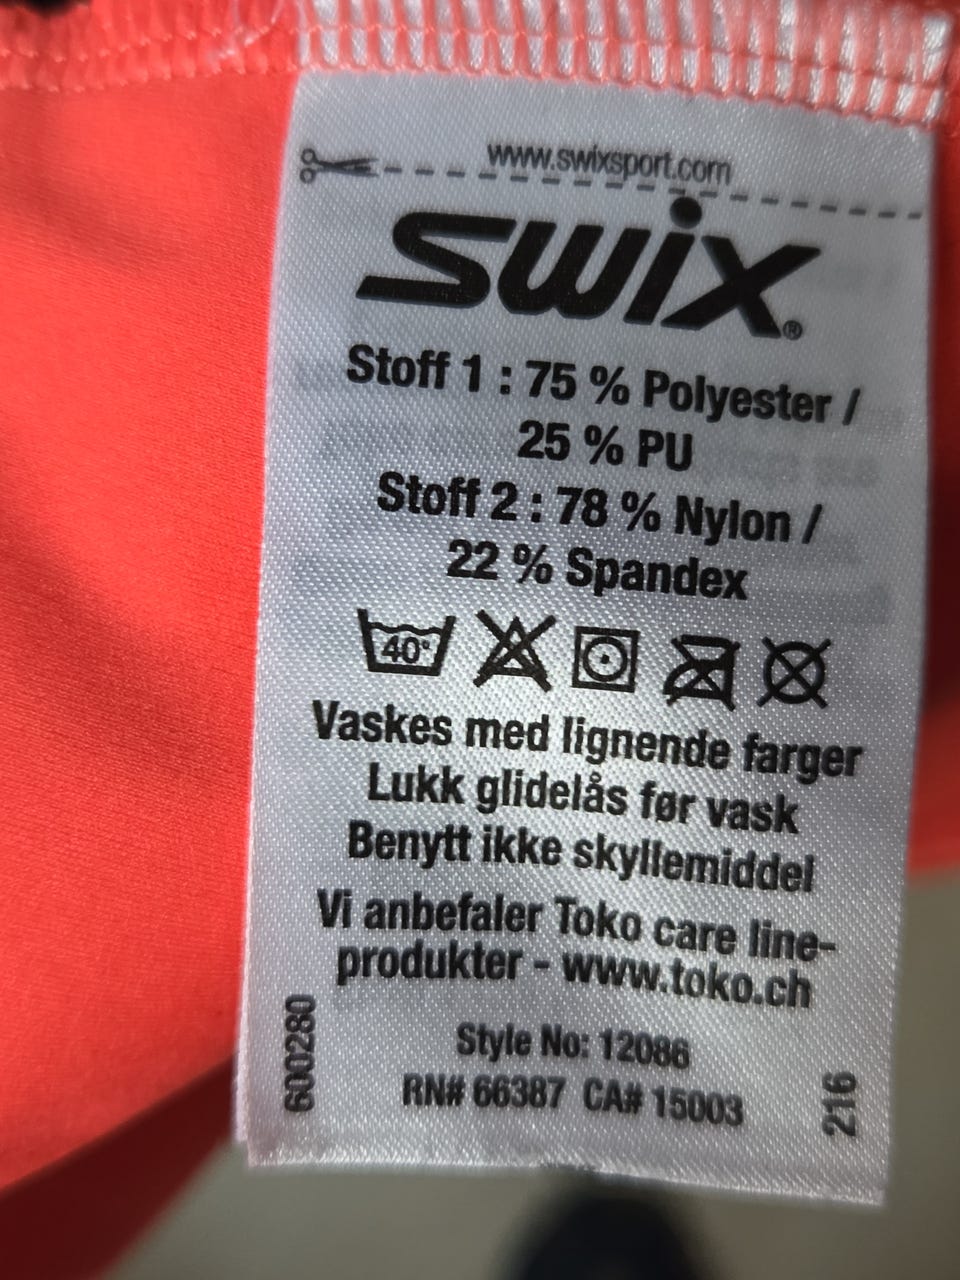 www.swixsport.com
swix®
Stoff 1 : 75 % Polyester /
25 % PU
Stoff 2 : 78 % Nylon /
22 % Spandex
40°
Vaskes med lignende farger
Lukk glidelås før vask
Benytt ikke skyllemiddel
Vi anbefaler Toko care line-
produkter - www.toko.ch
Style No: 12086
RN# 66387 CA# 15003
600280
216